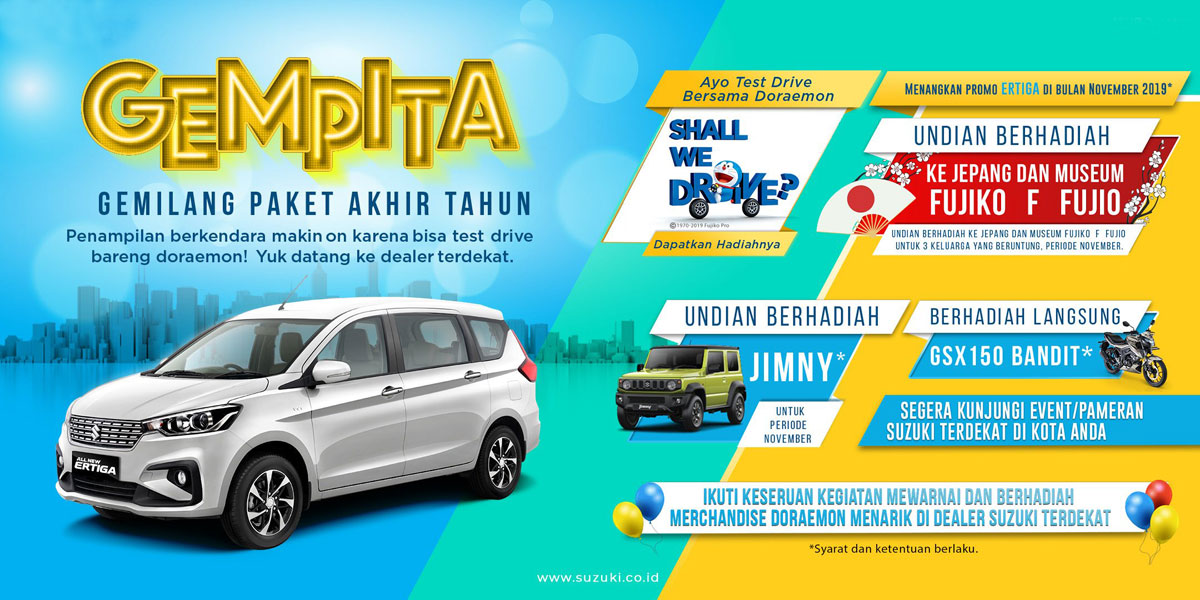 GEMPITA
GEMILANG PAKET AKHIR TAHUN
Penampilan berkendara makin on karena bisa test drive
bareng doraemon! Yuk datang ke dealer terdekat.
ALL NEW
ERTIGA
Ayo Test Drive
Bersama Doraemon
SHALL
WE
DRIVE?
©1970-2019 Fujiko Pro
Dapatkan Hadiahnya
MENANGKAN PROMO ERTIGA DI BULAN NOVEMBER 2019*
UNDIAN BERHADIAH
KE JEPANG DAN MUSEUM
FUJIKO F FUJIO
UNDIAN BERHADIAH KE JEPANG DAN MUSEUM FUJIKO F FUJIO
UNTUK 3 KELUARGA YANG BERUNTUNG, PERIODE NOVEMBER.
UNDIAN BERHADIAH
JIMNY*
Jimny
UNTUK
PERIODE
NOVEMBER
BERHADIAH LANGSUNG
GSX150 BANDIT*
SEGERA KUNJUNGI EVENT/PAMERAN
SUZUKI TERDEKAT DI KOTA ANDA
IKUTI KESERUAN KEGIATAN MEWARNAI DAN BERHADIAH
MERCHANDISE DORAEMON MENARIK DI DEALER SUZUKI TERDEKAT
*Syarat dan ketentuan berlaku.
www.suzuki.co.id